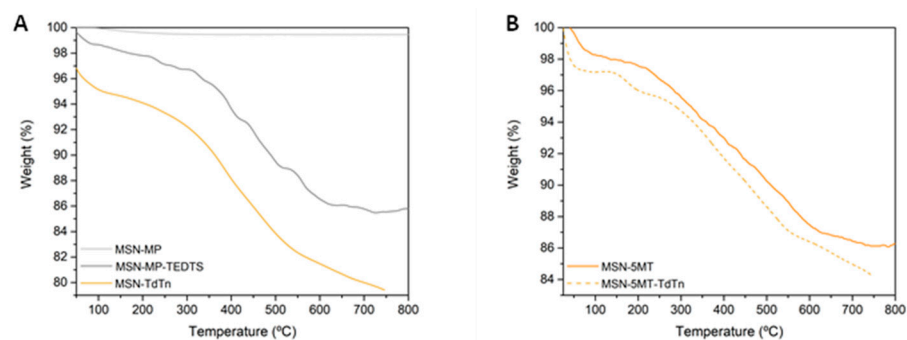 A
Weight (%)
100
98
96
94
92
90
88
86
84
82
80
MSN-MP
MSN-MP-TEDTS
MSN-TdTn
100 200 300 400 500 600 700 800
Temperature (ºC)
B
Weight (%)
100
98
96
94
92
90
88
86
84
MSN-5MT
MSN-5MT-TdTn
100 200 300 400 500 600 700 800
Temperature (ºC)